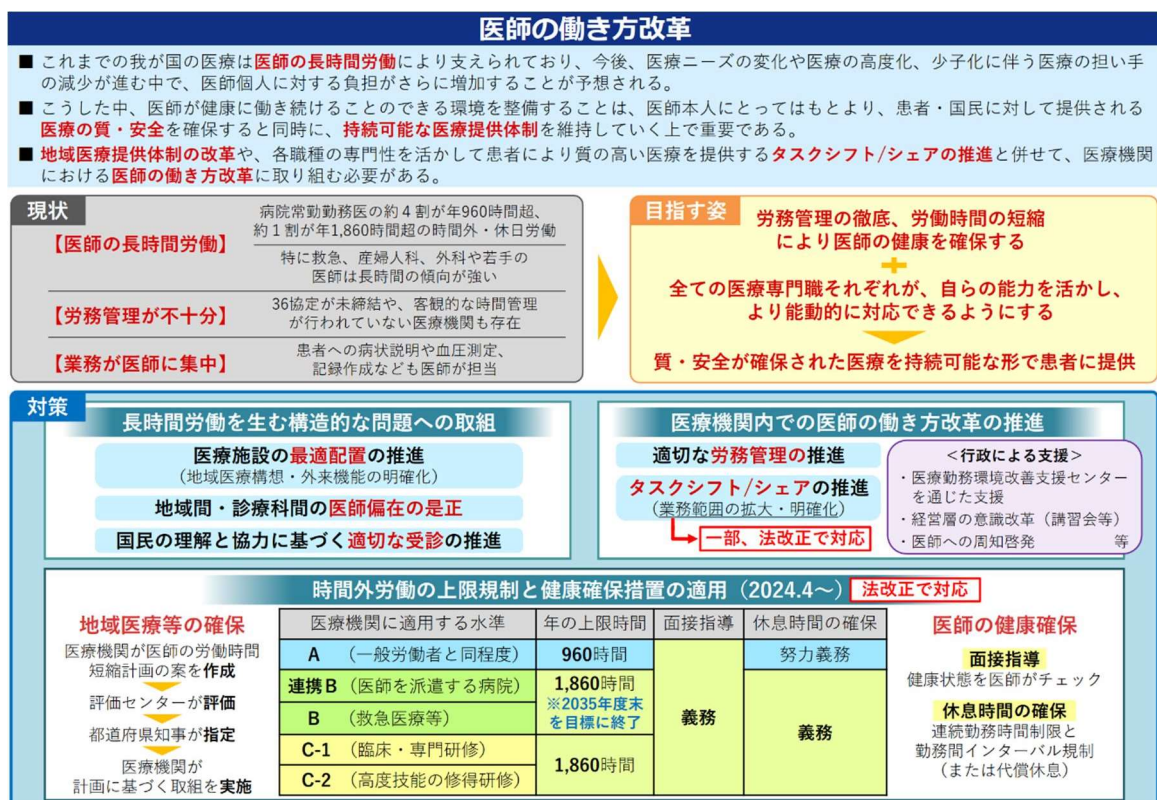 医師の働き方改革
■ これまでの我が国の医療は医師の長時間労働により支えられており、今後、医療ニーズの変化や医療の高度化、少子化に伴う医療の担い手
の減少が進む中で、医師個人に対する負担がさらに増加することが予想される。
■ こうした中、医師が健康に働き続けることのできる環境を整備することは、医師本人にとってはもとより、患者・国民に対して提供される
医療の質・安全を確保すると同時に、持続可能な医療提供体制を維持していく上で重要である。
■ 地域医療提供体制の改革や、各職種の専門性を活かして患者により質の高い医療を提供するタスクシフト/シェアの推進と併せて、医療機関
における医師の働き方改革に取り組む必要がある。
現状
【医師の長時間労働】
病院常勤勤務医の約4割が年960時間超、
約1割が年1,860時間超の時間外・休日労働
特に救急、産婦人科、外科や若手の
医師は長時間の傾向が強い
【労務管理が不十分】
36協定が未締結や、客観的な時間管理
が行われていない医療機関も存在
【業務が医師に集中】
患者への病状説明や血圧測定、
記録作成なども医師が担当
目指す姿
労務管理の徹底、労働時間の短縮
により医師の健康を確保する
+
全ての医療専門職それぞれが、自らの能力を活かし、
より能動的に対応できるようにする
質・安全が確保された医療を持続可能な形で患者に提供
対策
長時間労働を生む構造的な問題への取組
医療施設の最適配置の推進
（地域医療構想・外来機能の明確化）
地域間・診療科間の医師偏在の是正
国民の理解と協力に基づく適切な受診の推進
医療機関内での医師の働き方改革の推進
適切な労務管理の推進
タスクシフト/シェアの推進
（業務範囲の拡大・明確化）
一部、法改正で対応
＜行政による支援＞
・医療勤務環境改善支援センター
を通じた支援
・経営層の意識改革（講習会等）
・医師への周知啓発 等
時間外労働の上限規制と健康確保措置の適用（2024.4～） 法改正で対応
地域医療等の確保
医療機関が医師の労働時間
短縮計画の案を作成
評価センターが評価
都道府県知事が指定
医療機関が
計画に基づく取組を実施
医療機関に適用する水準 年の上限時間 面接指導 休息時間の確保
A （一般労働者と同程度） 960時間 努力義務
連携B （医師を派遣する病院） 1,860時間
※2035年度末
を目標に終了
B （救急医療等）
義務 義務
C-1 （臨床・専門研修） 1,860時間
C-2 （高度技能の修得研修）
医師の健康確保
面接指導
健康状態を医師がチェック
休息時間の確保
連続勤務時間制限と
勤務間インターバル規制
（または代償休息）